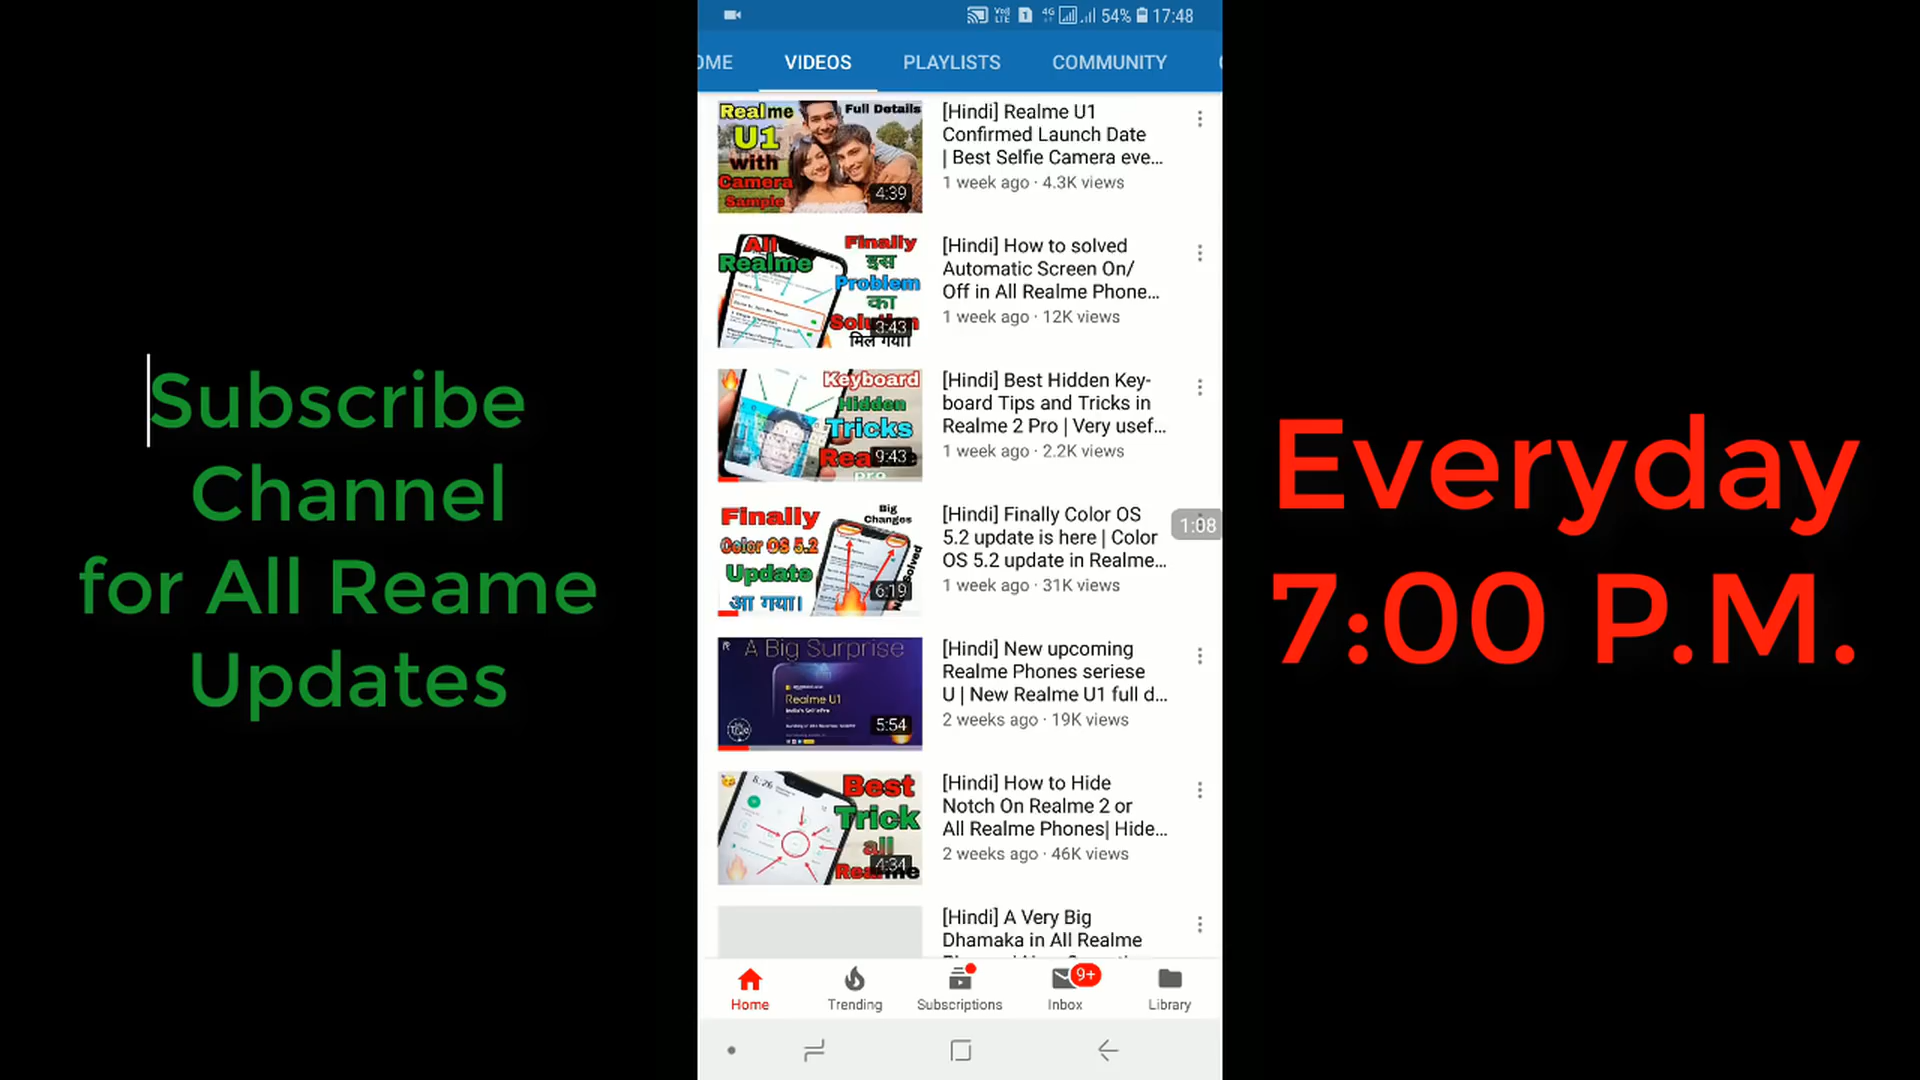 Subscribe
Channel
for All Reame
Updates
54% 17:48
VIDEOS PLAYLISTS COMMUNITY
Realme Full Details
U1
with
Camera
Sample
4:39
[Hindi] Realme U1
Confirmed Launch Date
| Best Selfie Camera eve...
1 week ago · 4.3K views
All
Realme
Finally
इस
Problem
का
मिल गया।
3:43
[Hindi] How to solved
Automatic Screen On/
Off in All Realme Phone...
1 week ago · 12K views
Keyboard
Hidden
Tricks
9:43
pro
[Hindi] Best Hidden Key-
board Tips and Tricks in
Realme 2 Pro | Very usef...
1 week ago · 2.2K views
Finally
Color OS 5.2
Update
आ गया।
Big
Changes
6:19
[Hindi] Finally Color OS
5.2 update is here | Color
OS 5.2 update in Realme...
1 week ago · 31K views
1:08
A Big Surprise
Realme U1
5:54
[Hindi] New upcoming
Realme Phones seriese
U | New Realme U1 full d...
2 weeks ago · 19K views
Best
Trick
all
Realme
4:34
[Hindi] How to Hide
Notch On Realme 2 or
All Realme Phones| Hide...
2 weeks ago · 46K views
[Hindi] A Very Big
Dhamaka in All Realme
Home Trending Subscriptions Inbox Library
9+
Everyday
7:00 P.M.